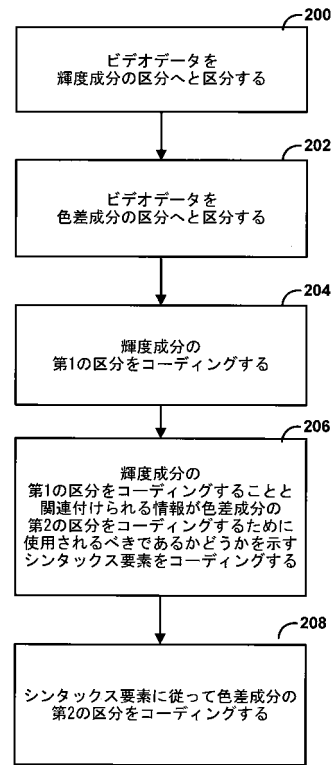 200
ビデオデータを
輝度成分の区分へと区分する
202
ビデオデータを
色差成分の区分へと区分する
204
輝度成分の
第1の区分をコーディングする
206
輝度成分の
第1の区分をコーディングすることと
関連付けられる情報が色差成分の
第2の区分をコーディングするために
使用されるべきであるかどうかを示す
シンタックス要素をコーディングする
208
シンタックス要素に従って色差成分の
第2の区分をコーディングする